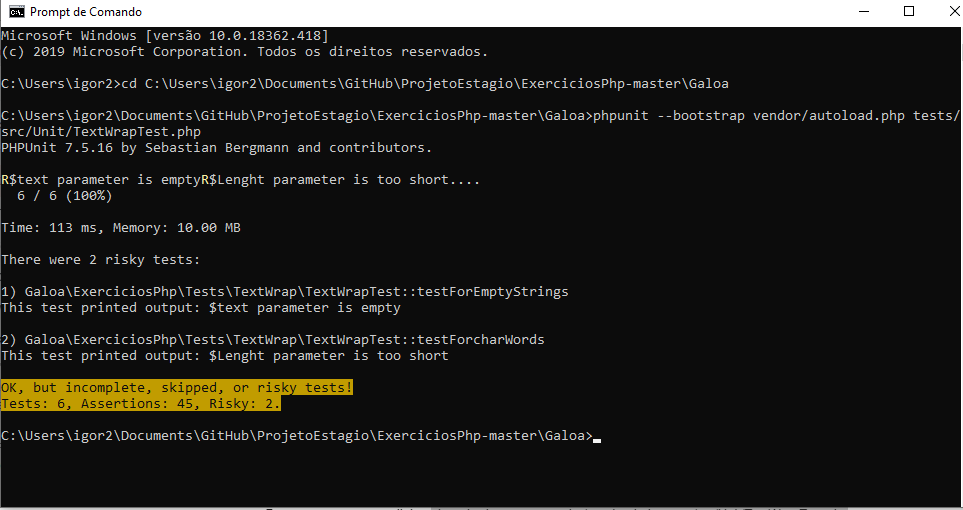 Prompt de Comando
Microsoft Windows [versão 10.0.18362.418]
(c) 2019 Microsoft Corporation. Todos os direitos reservados.
C:\Users\igor2>cd C:\Users\igor2\Documents\GitHub\ProjetoEstagio\ExerciciosPhp-master\Galoa
C:\Users\igor2\Documents\GitHub\ProjetoEstagio\ExerciciosPhp-master\Galoa>phpunit --bootstrap vendor/autoload.php tests/
src/Unit/TextWrapTest.php
PHPUnit 7.5.16 by Sebastian Bergmann and contributors.
R$text parameter is emptyR$Lenght parameter is too short....
6 / 6 (100%)
Time: 113 ms, Memory: 10.00 MB
There were 2 risky tests:
1) Galoa\ExerciciosPhp\Tests\TextWrap\TextWrapTest::testForEmptyStrings
This test printed output: $text parameter is empty
2) Galoa\ExerciciosPhp\Tests\TextWrap\TextWrapTest::testForcharWords
This test printed output: $Lenght parameter is too short
OK, but incomplete, skipped, or risky tests!
Tests: 6, Assertions: 45, Risky: 2.
C:\Users\igor2\Documents\GitHub\ProjetoEstagio\ExerciciosPhp-master\Galoa>